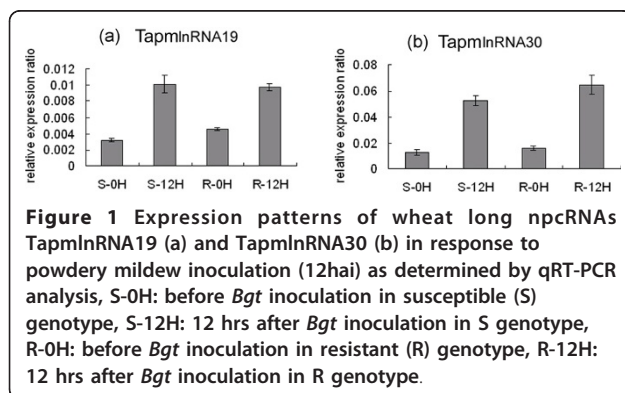 (a) TapmlnRNA19
relative expression ratio
0.012
0.01
0.008
0.006
0.004
0.002
0
S-0H S-12H R-0H R-12H
(b) TapmlnRNA30
relative expression ratio
0.08
0.06
0.04
0.02
0
S-0H S-12H R-0H R-12H
Figure 1 Expression patterns of wheat long npcRNAs
TapmlnRNA19 (a) and TapmlnRNA30 (b) in response to
powdery mildew inoculation (12hai) as determined by qRT-PCR
analysis, S-0H: before Bgt inoculation in susceptible (S)
genotype, S-12H: 12 hrs after Bgt inoculation in S genotype,
R-0H: before Bgt inoculation in resistant (R) genotype, R-12H:
12 hrs after Bgt inoculation in R genotype.